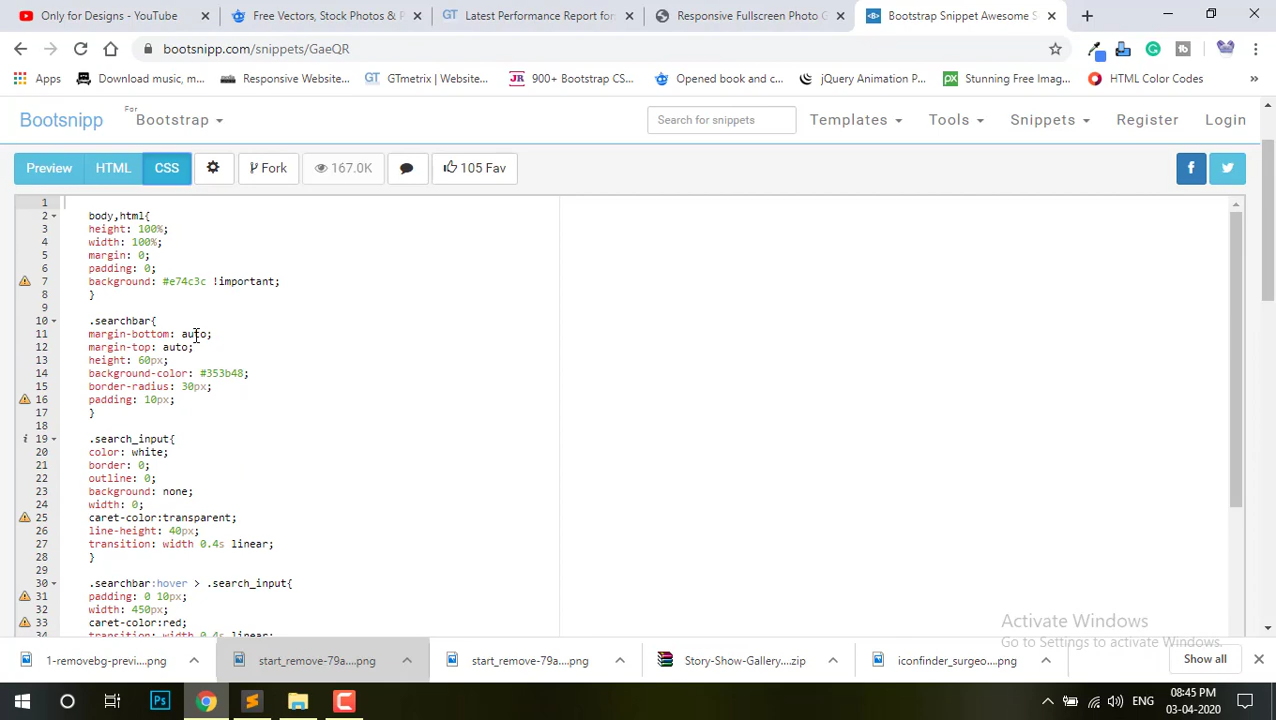 Only for Designs - YouTube
Free Vectors, Stock Photos & P
Latest Performance Report for
Responsive Fullscreen Photo G
Bootstrap Snippet Awesome S
bootsnipp.com/snippets/GaeQR
Apps
Download music, m...
Responsive Website...
GTmetrix | Website...
900+ Bootstrap CS...
Opened book and c...
jQuery Animation P...
Stunning Free Imag...
HTML Color Codes
»
Bootsnipp
For
Bootstrap
Search for snippets
Templates
Tools
Snippets
Register
Login
Preview
HTML
CSS
Fork
167.0K
105 Fav
1
2 body,html{
3 height: 100%;
4 width: 100%;
5 margin: 0;
6 padding: 0;
7 background: #e74c3c !important;
8 }
9
10 .searchbar{
11 margin-bottom: auto;
12 margin-top: auto;
13 height: 60px;
14 background-color: #353b48;
15 border-radius: 30px;
16 padding: 10px;
17 }
18
19 .search_input{
20 color: white;
21 border: 0;
22 outline: 0;
23 background: none;
24 width: 0;
25 caret-color:transparent;
26 line-height: 40px;
27 transition: width 0.4s linear;
28 }
29
30 .searchbar:hover > .search_input{
31 padding: 0 10px;
32 width: 450px;
33 caret-color:red;
34 transition: width 0.4s linear;
Activate Windows
Go to Settings to activate Windows.
1-removebg-previ....png
start_remove-79a....png
start_remove-79a....png
Story-Show-Gallery....zip
iconfinder_surgeo....png
Show all
Ps
ENG
08:45 PM
03-04-2020